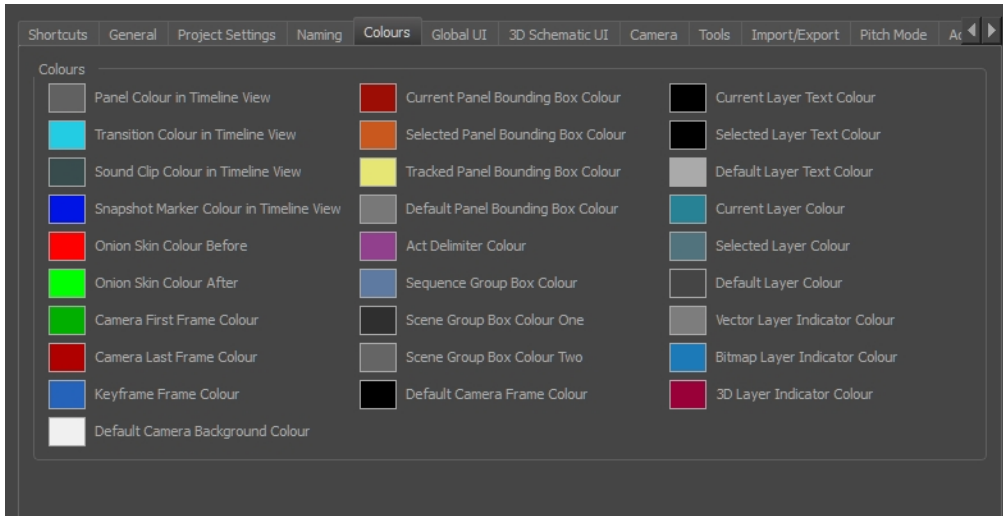 Shortcuts General Project Settings Naming Colours Global UI 3D Schematic UI Camera Tools Import/Export Pitch Mode
Colours
Panel Colour in Timeline View
Transition Colour in Timeline View
Sound Clip Colour in Timeline View
Snapshot Marker Colour in Timeline View
Onion Skin Colour Before
Onion Skin Colour After
Camera First Frame Colour
Camera Last Frame Colour
Keyframe Frame Colour
Default Camera Background Colour
Current Panel Bounding Box Colour
Selected Panel Bounding Box Colour
Tracked Panel Bounding Box Colour
Default Panel Bounding Box Colour
Act Delimiter Colour
Sequence Group Box Colour
Scene Group Box Colour One
Scene Group Box Colour Two
Default Camera Frame Colour
Current Layer Text Colour
Selected Layer Text Colour
Default Layer Text Colour
Current Layer Colour
Selected Layer Colour
Default Layer Colour
Vector Layer Indicator Colour
Bitmap Layer Indicator Colour
3D Layer Indicator Colour